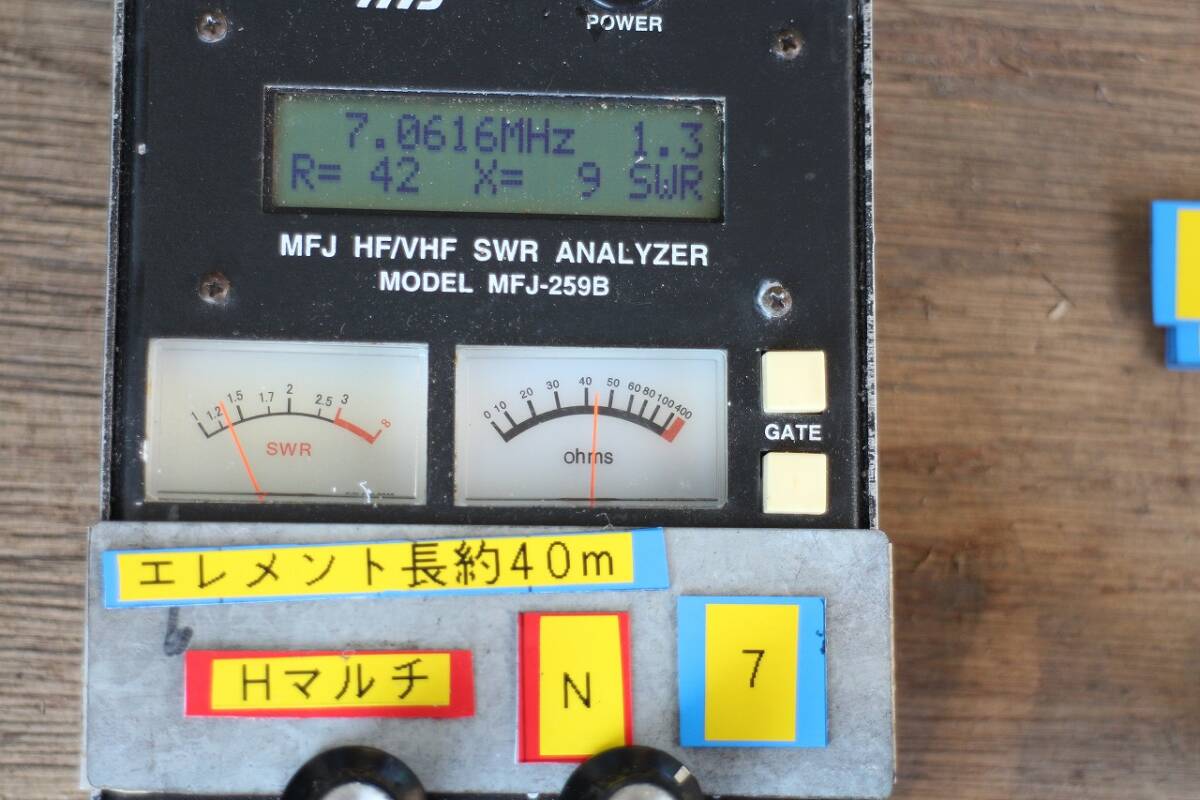 POWER
7.0616MHz 1.3
R= 42 X= 9 SWR
MFJ HF/VHF SWR ANALYZER
MODEL MFJ-259B
1 1.2 1.5 1.7 2 2.5 3 8
SWR
0 10 20 30 40 50 60 80 100 400
ohms
GATE
エレメント長約40m
Hマルチ
N
7